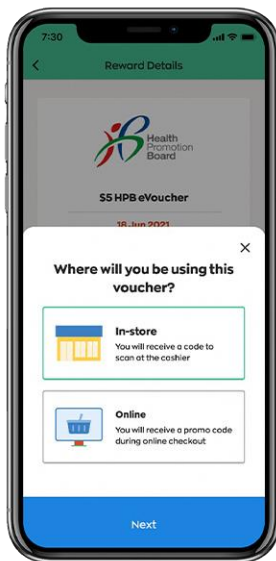 7:30
Reward Details
Health
Promotion
Board
S$ HPB eVoucher
18 Jun 2021
Where will you be using this
voucher?
In-store
You will receive a code to
scan at the cashier
Online
You will receive a promo code
during online checkout
Next